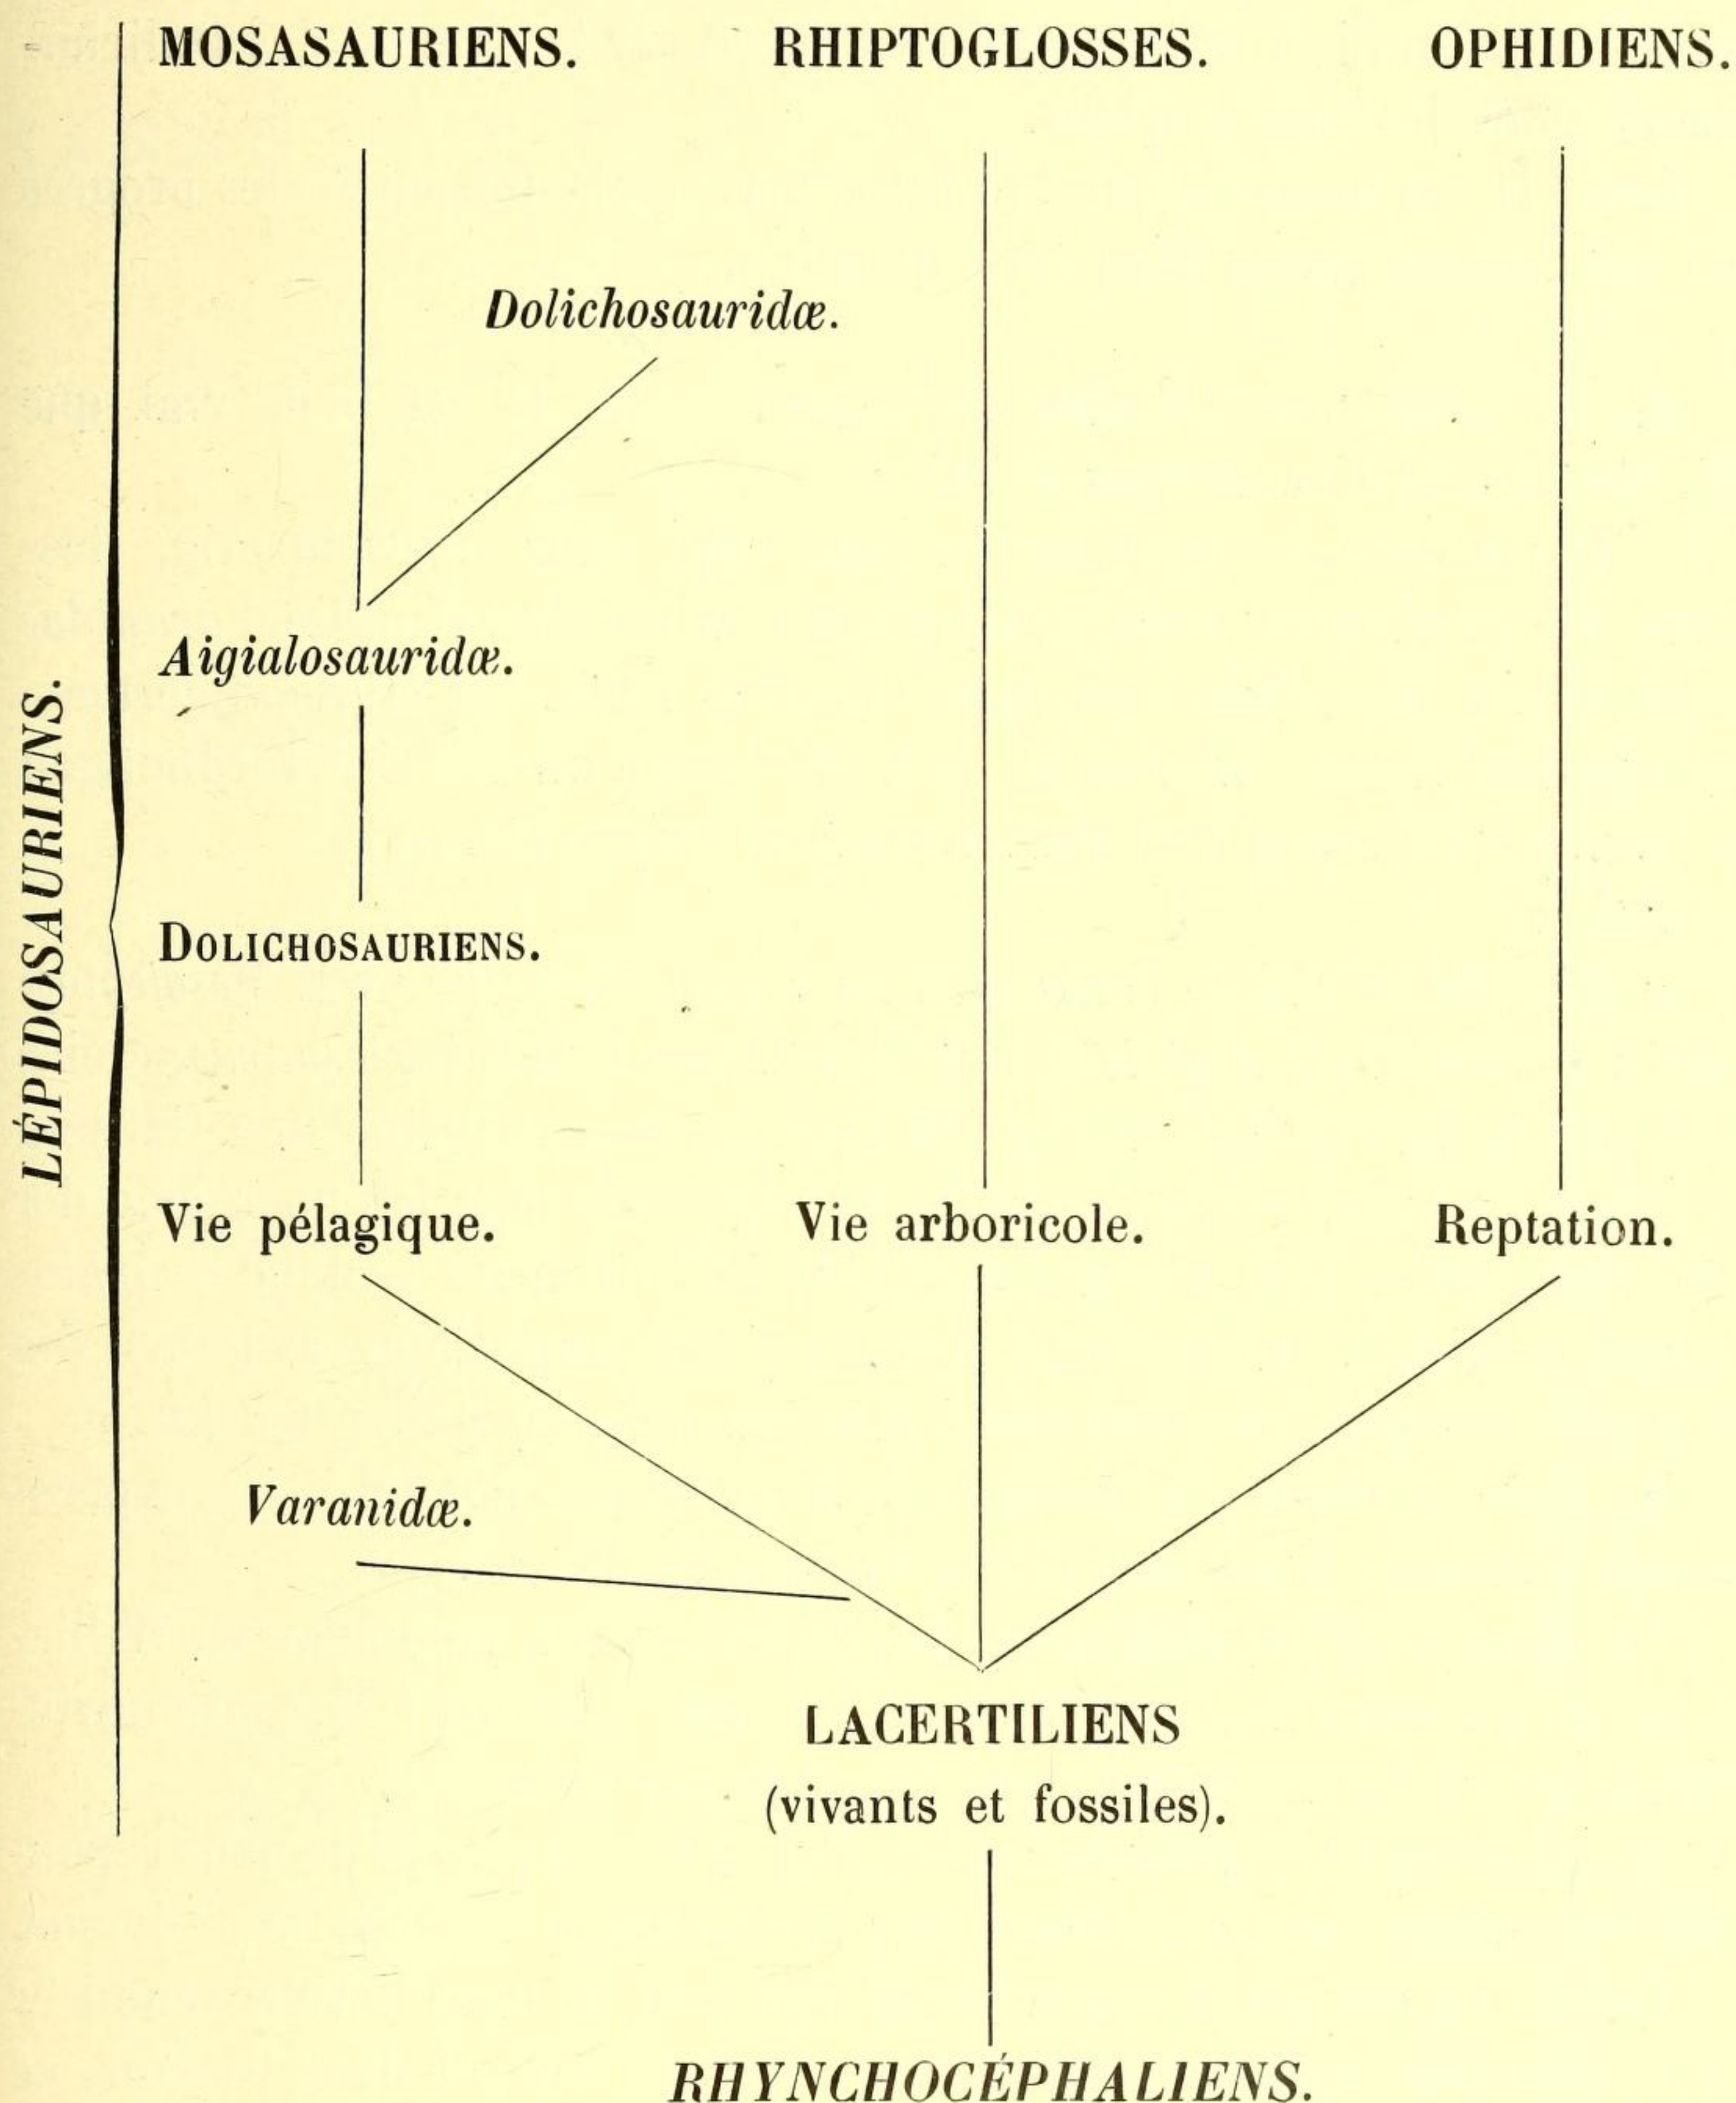 MOSASAURIENS. RHIPTOGLOSSES. OPHIDIENS.
Dolichosauridæ.
Aigialosauridæ.
LÉPIDOSAURIENS.
DOLICHOSAURIENS.
Vie pélagique. Vie arboricole. Reptation.
Varanidæ.
LACERTILIENS
(vivants et fossiles).
RHYNCHOCÉPHALIENS.